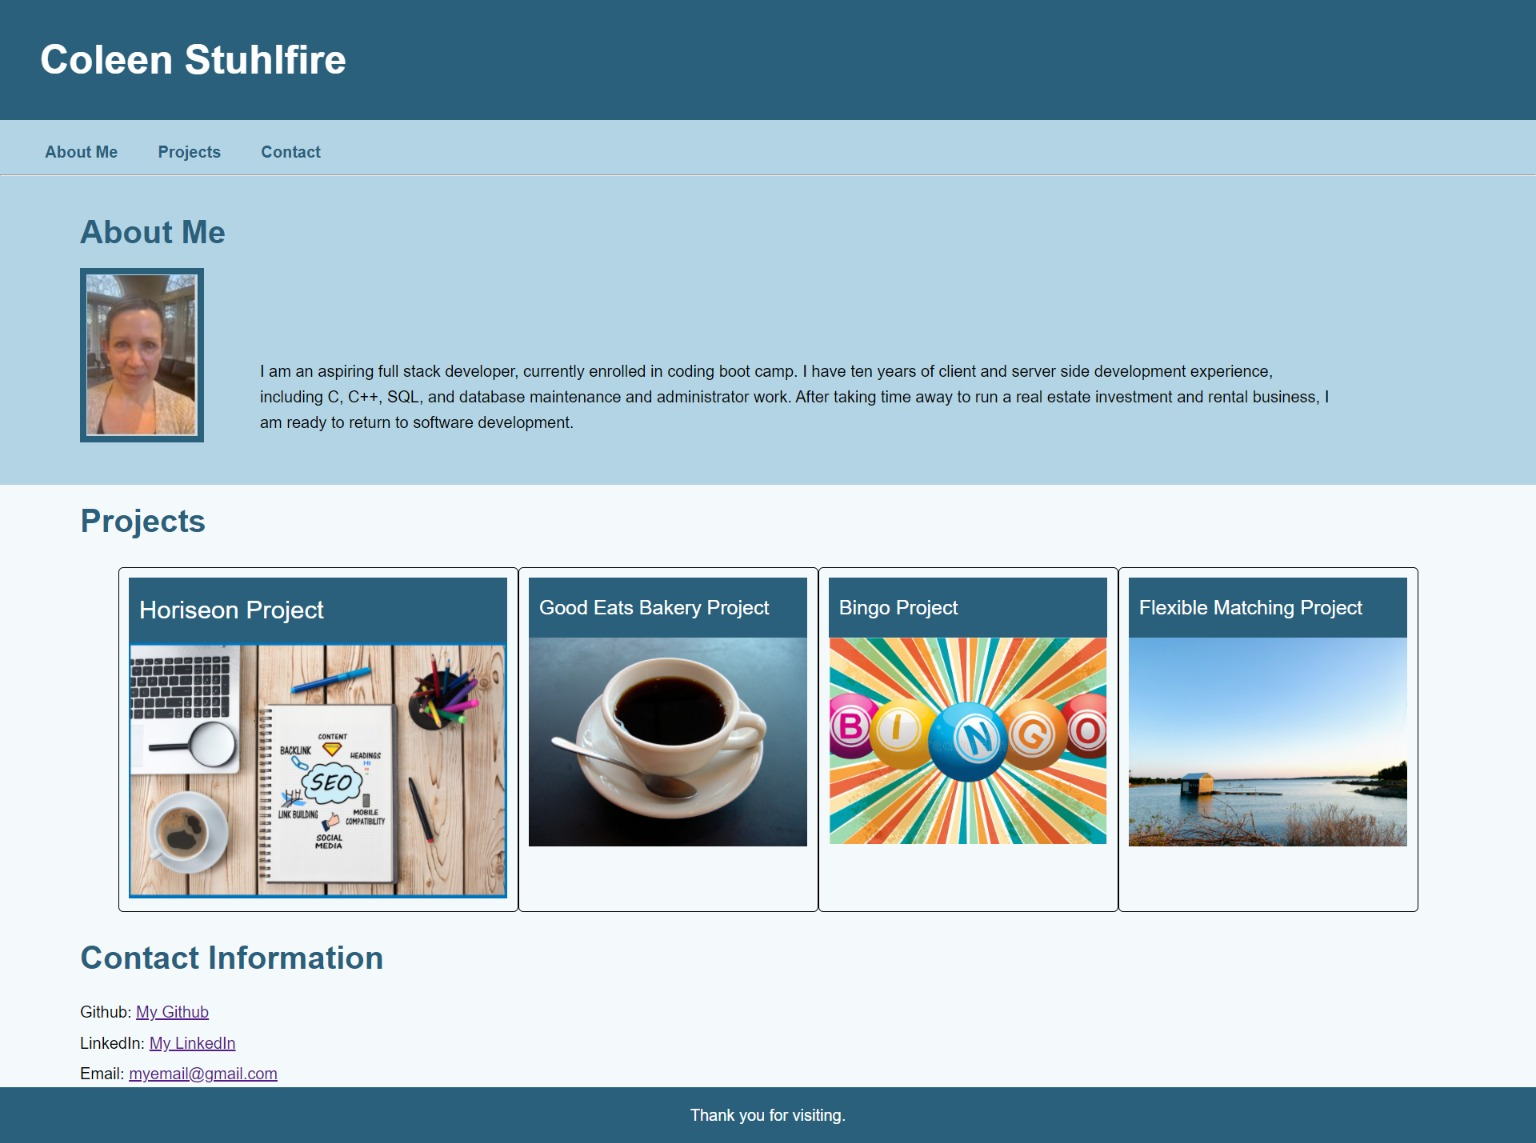 Coleen Stuhlfire
About Me Projects Contact
About Me
I am an aspiring full stack developer, currently enrolled in coding boot camp. I have ten years of client and server side development experience,
including C, C++, SQL, and database maintenance and administrator work. After taking time away to run a real estate investment and rental business, I
am ready to return to software development.
Projects
Horiseon Project
CONTENT
BACKLINK
HEADINGS
H1
SEO
LINK BUILDING
MOBILE
COMPATIBILITY
SOCIAL
MEDIA
Good Eats Bakery Project
Bingo Project
BINGO
Flexible Matching Project
Contact Information
Github: My Github
LinkedIn: My LinkedIn
Email: myemail@gmail.com
Thank you for visiting.